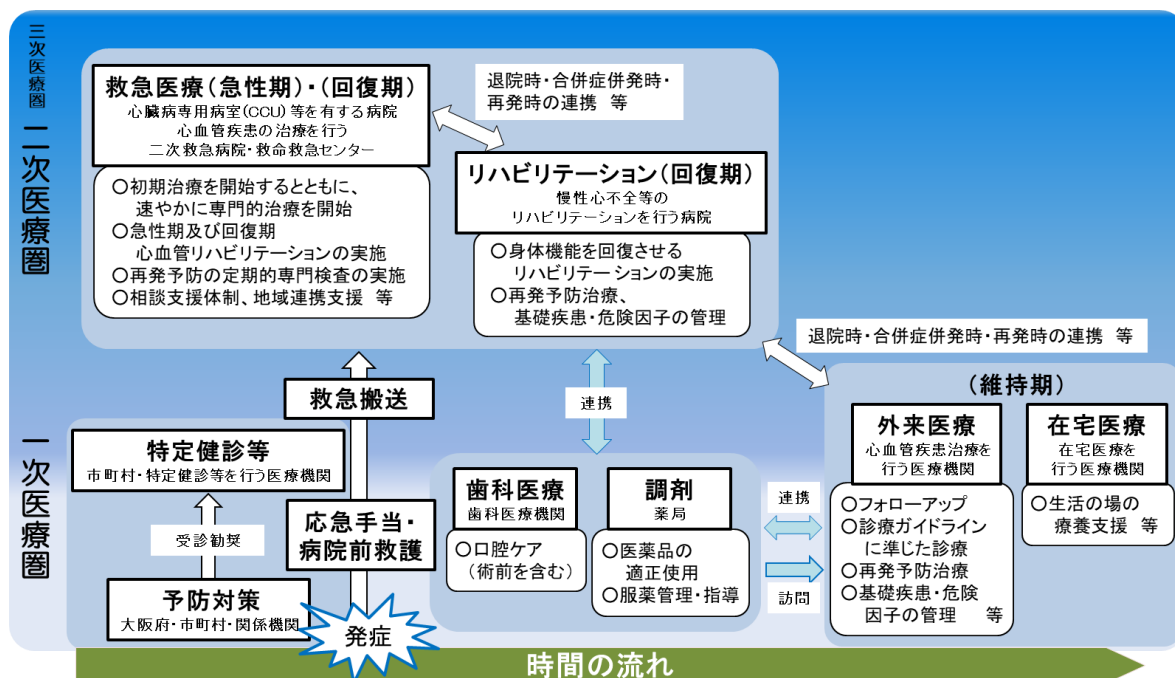 三次医療圏
二次医療圏
一次医療圏
救急医療(急性期)・(回復期)
心臓病専用病室(CCU)等を有する病院
心血管疾患の治療を行う
二次救急病院・救命救急センター
○初期治療を開始するとともに、
速やかに専門的治療を開始
○急性期及び回復期
心血管リハビリテーションの実施
○再発予防の定期的専門検査の実施
○相談支援体制、地域連携支援 等
退院時・合併症併発時・
再発時の連携 等
リハビリテーション(回復期)
慢性心不全等の
リハビリテーションを行う病院
○身体機能を回復させる
リハビリテーションの実施
○再発予防治療、
基礎疾患・危険因子の管理
退院時・合併症併発時・再発時の連携 等
救急搬送
連携
特定健診等
市町村・特定健診等を行う医療機関
受診勧奨
予防対策
大阪府・市町村・関係機関
応急手当・
病院前救護
発症
歯科医療
歯科医療機関
○口腔ケア
(術前を含む)
調剤
薬局
○医薬品の
適正使用
○服薬管理・指導
連携
訪問
(維持期)
外来医療
心血管疾患治療を
行う医療機関
○フォローアップ
○診療ガイドライン
に準じた診療
○再発予防治療
○基礎疾患・危険
因子の管理 等
在宅医療
在宅医療を
行う医療機関
○生活の場の
療養支援 等
時間の流れ